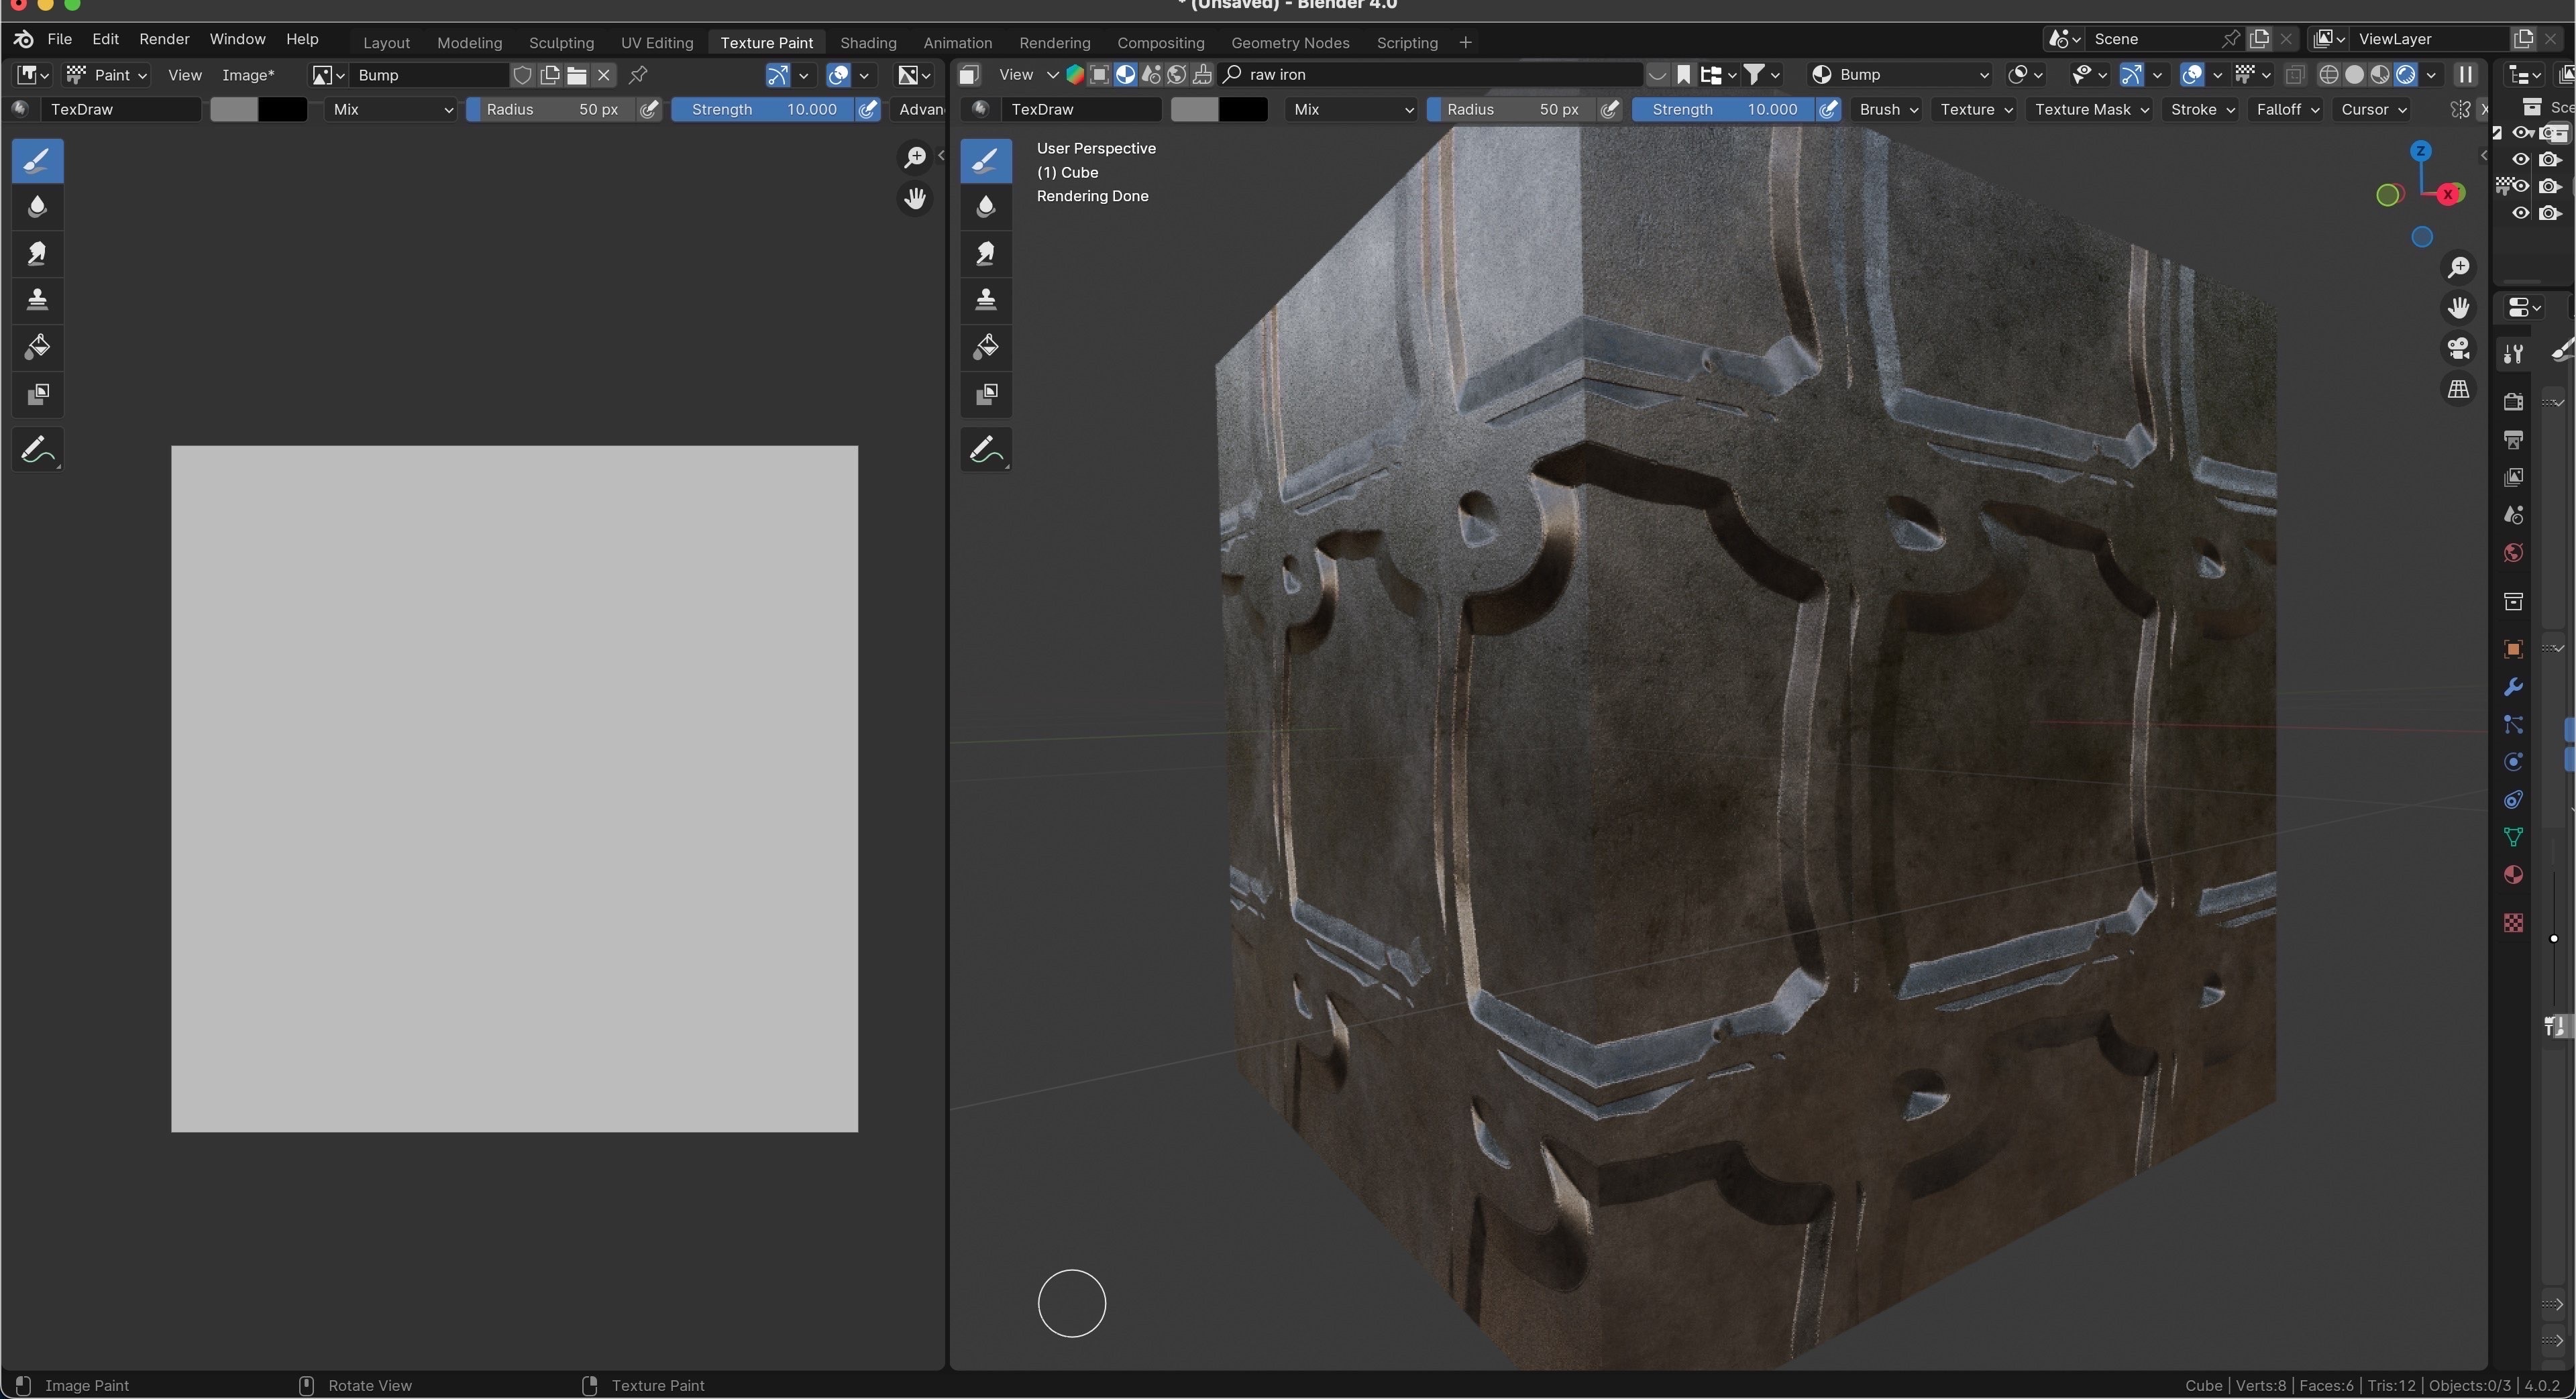 * (Unsaved) - Blender 4.0
File Edit Render Window Help Layout Modeling Sculpting UV Editing Texture Paint Shading Animation Rendering Compositing Geometry Nodes Scripting + Scene ViewLayer
Paint View Image* Bump View raw iron Bump
TexDraw Mix Radius 50 px Strength 10.000 Advan TexDraw Mix Radius 50 px Strength 10.000 Brush Texture Texture Mask Stroke Falloff Cursor X Sce
User Perspective
(1) Cube
Rendering Done
Z
X
Image Paint Rotate View Texture Paint Cube | Verts:8 | Faces:6 | Tris:12 | Objects:0/3 | 4.0.2